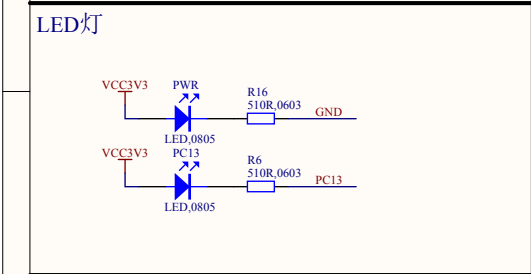 LED灯
VCC3V3
PWR
R16
510R,0603
GND
LED,0805
VCC3V3
PC13
R6
510R,0603
PC13
LED,0805